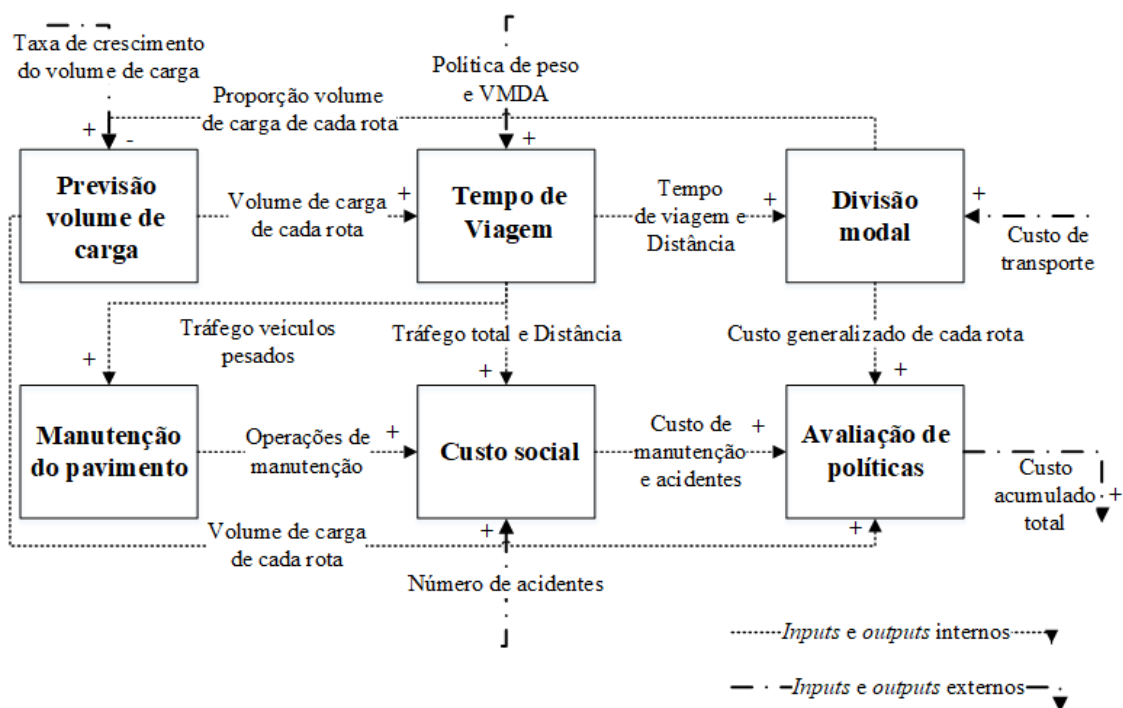 Taxa de crescimento
do volume de carga
Política de peso
e VMDA
Proporção volume
de carga de cada rota
+
-
+
Previsão
volume de
carga
Volume de carga
de cada rota
+
Tempo de
Viagem
Tempo
de viagem e
Distância
+
Divisão
modal
+
Custo de
transporte
Tráfego veículos
pesados
+
Tráfego total e Distância
+
Custo generalizado de cada rota
+
Manutenção
do pavimento
Operações de
manutenção
+
Custo social
Custo de
manutenção
e acidentes
+
Avaliação de
políticas
Custo
acumulado
total
+
Volume de carga
de cada rota
+
+
Número de acidentes
Inputs e outputs internos
Inputs e outputs externos